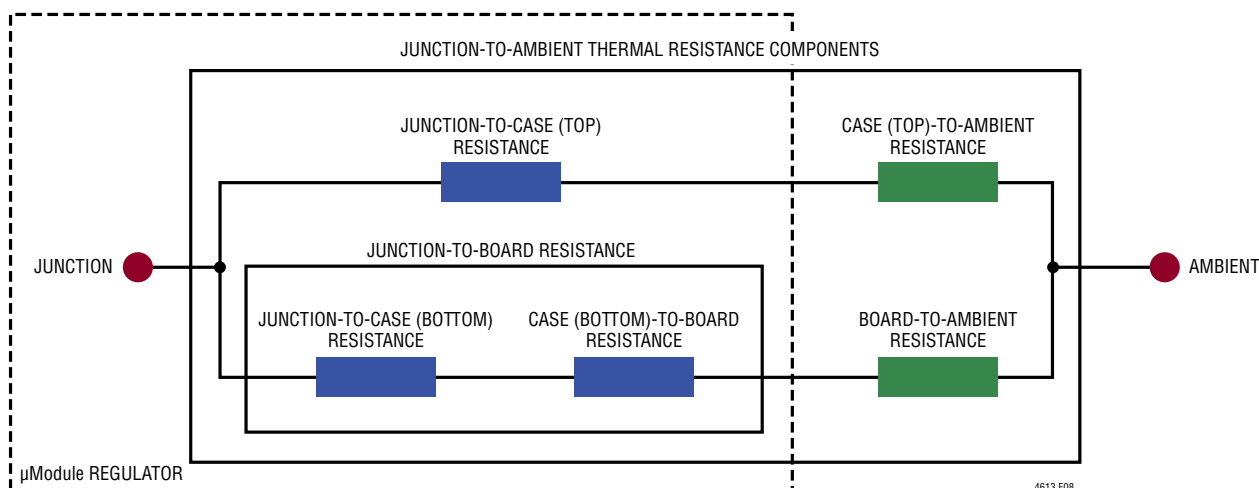 JUNCTION-TO-AMBIENT THERMAL RESISTANCE COMPONENTS
JUNCTION-TO-CASE (TOP)
RESISTANCE
CASE (TOP)-TO-AMBIENT
RESISTANCE
JUNCTION-TO-BOARD RESISTANCE
JUNCTION
AMBIENT
JUNCTION-TO-CASE (BOTTOM)
RESISTANCE
CASE (BOTTOM)-TO-BOARD
RESISTANCE
BOARD-TO-AMBIENT
RESISTANCE
µModule REGULATOR
4613 F08